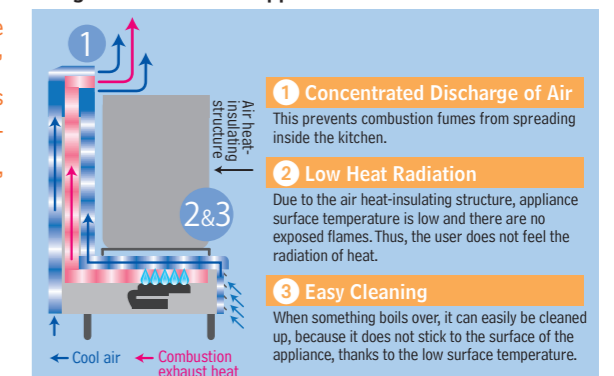 1
Air heat-
insulating
structure
2&3
Cool air
Combustion
exhaust heat
1 Concentrated Discharge of Air
This prevents combustion fumes from spreading
inside the kitchen.
2 Low Heat Radiation
Due to the air heat-insulating structure, appliance
surface temperature is low and there are no
exposed flames. Thus, the user does not feel the
radiation of heat.
3 Easy Cleaning
When something boils over, it can easily be cleaned
up, because it does not stick to the surface of the
appliance, thanks to the low surface temperature.